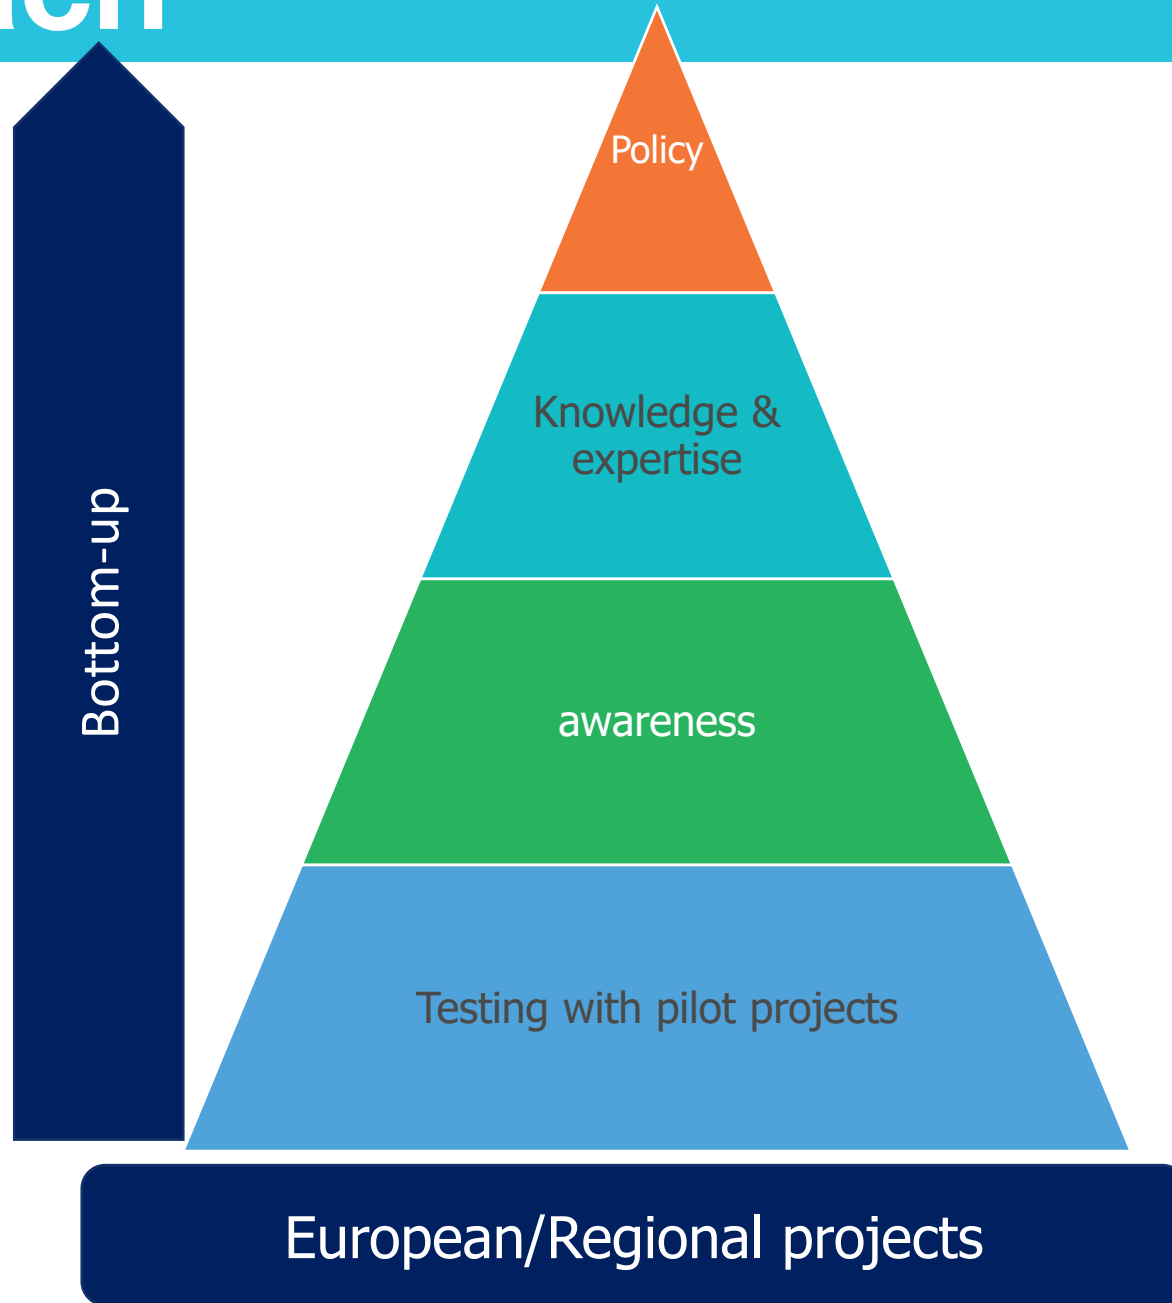 Policy
Knowledge &
expertise
awareness
Testing with pilot projects
Bottom-up
European/Regional projects